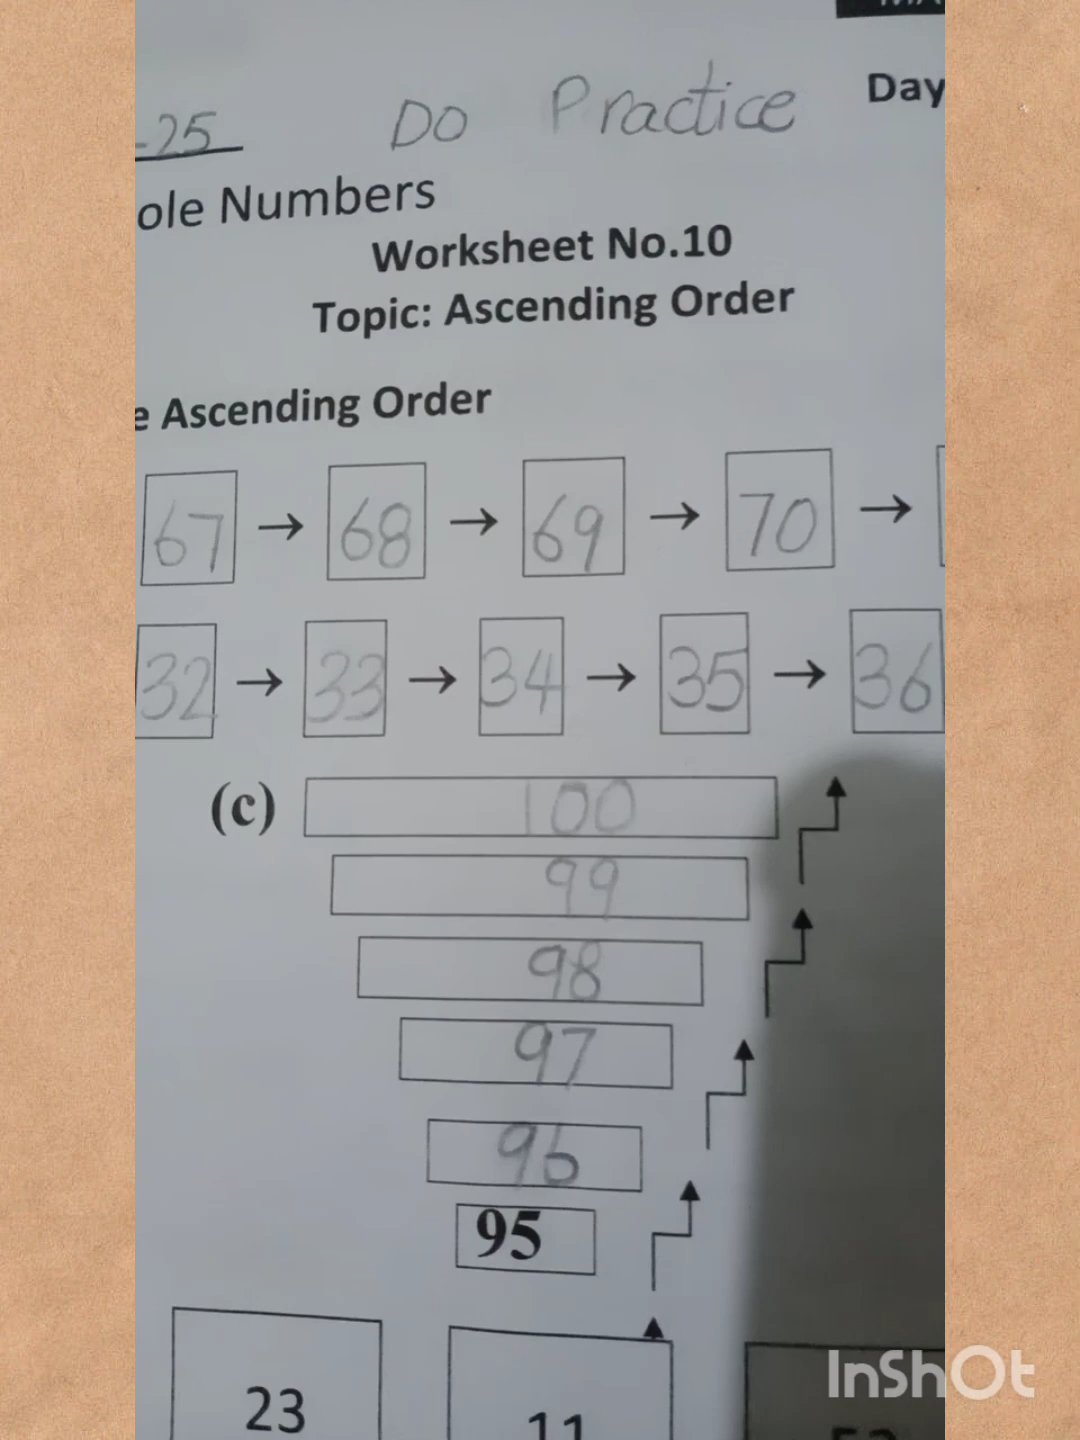 -25 Do Practice Day
ole Numbers
Worksheet No.10
Topic: Ascending Order
e Ascending Order
67 → 68 → 69 → 70 →
32 → 33 → 34 → 35 → 36
(c) 100
99
98
97
96
95
23 11
InShOt